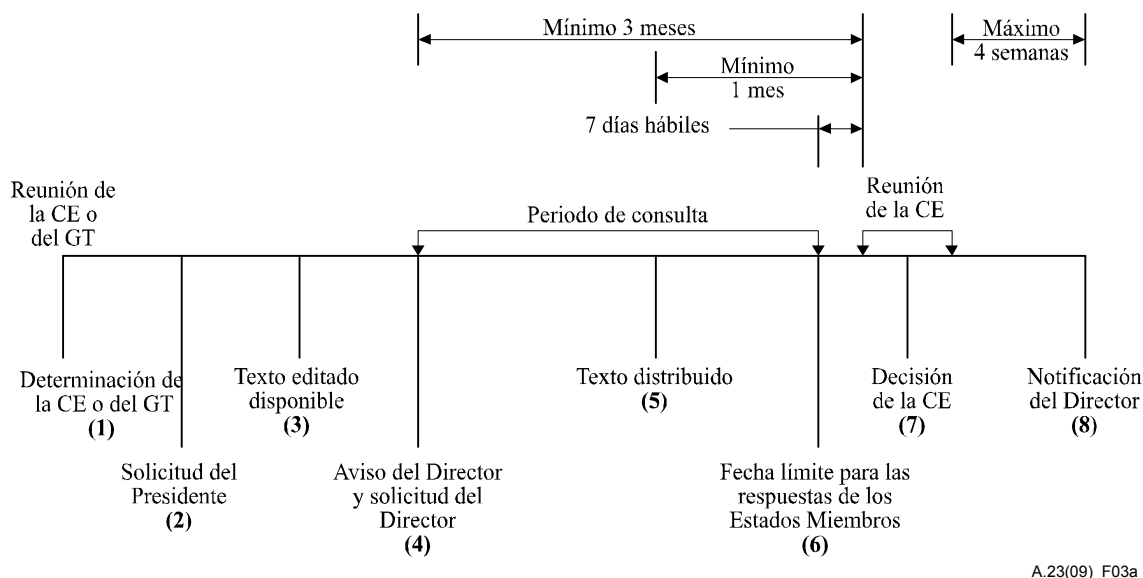 Mínimo 3 meses
Máximo
4 semanas
Mínimo
1 mes
7 días hábiles
Reunión de
la CE o
del GT
Periodo de consulta
Reunión
de la CE
Determinación de
la CE o del GT
(1)
Texto editado
disponible
(3)
Texto distribuido
(5)
Decisión
de la CE
(7)
Notificación
del Director
(8)
Solicitud del
Presidente
(2)
Aviso del Director
y solicitud del
Director
(4)
Fecha límite para las
respuestas de los
Estados Miembros
(6)
A.23(09)_F03a